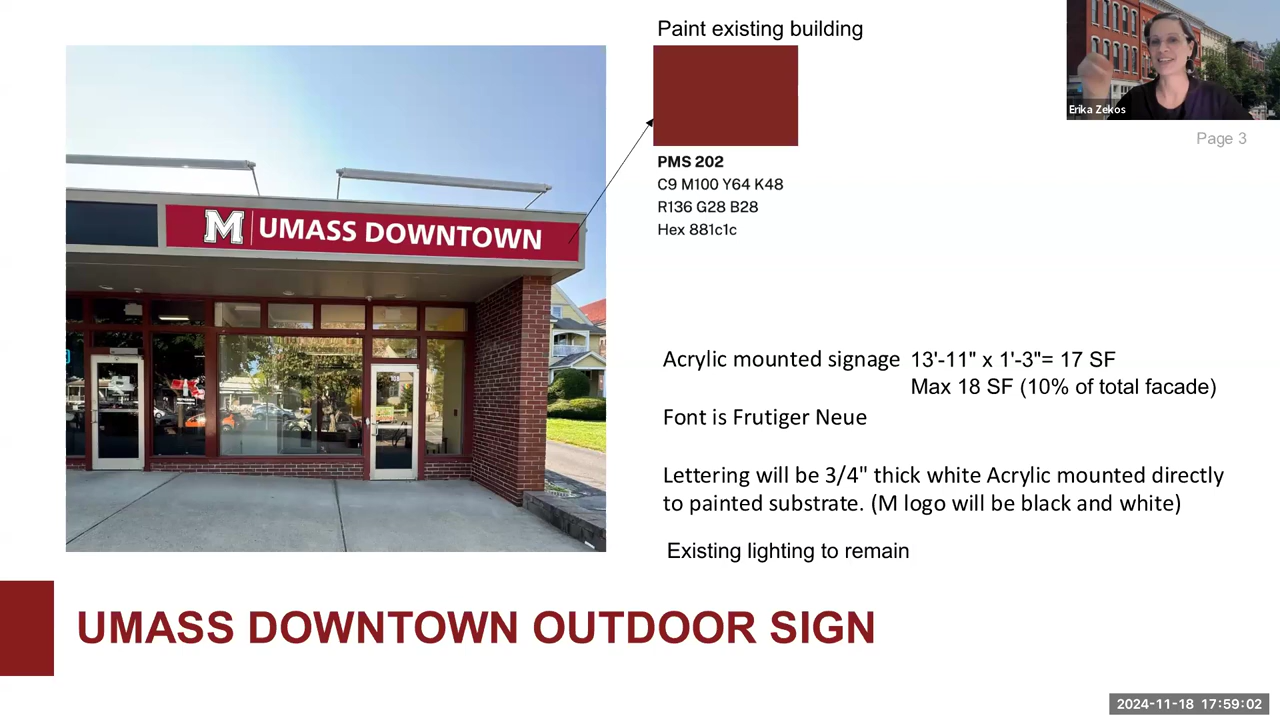 Paint existing building
Erika Zekos
Page 3
PMS 202
C9 M100 Y64 K48
R136 G28 B28
Hex 881c1c
M UMASS DOWNTOWN
Acrylic mounted signage 13'-11" x 1'-3"= 17 SF
Max 18 SF (10% of total facade)
Font is Frutiger Neue
Lettering will be 3/4" thick white Acrylic mounted directly
to painted substrate. (M logo will be black and white)
Existing lighting to remain
UMASS DOWNTOWN OUTDOOR SIGN
2024-11-18 17:59:02